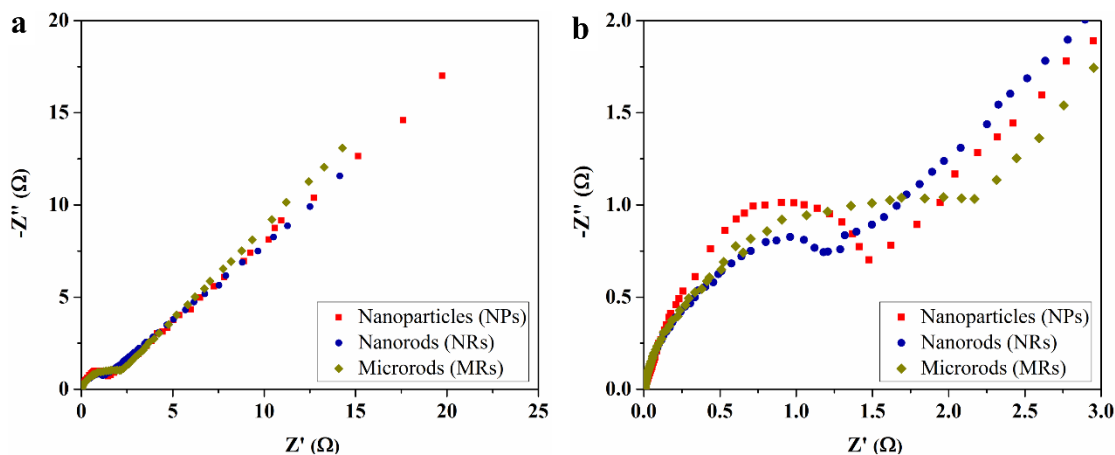 a
20
15
10
5
0
-Z'' (Ω)
Nanoparticles (NPs)
Nanorods (NRs)
Microrods (MRs)
0 5 10 15 20 25
Z' (Ω)
b
2.0
1.5
1.0
0.5
0.0
-Z'' (Ω)
Nanoparticles (NPs)
Nanorods (NRs)
Microrods (MRs)
0.0 0.5 1.0 1.5 2.0 2.5 3.0
Z' (Ω)